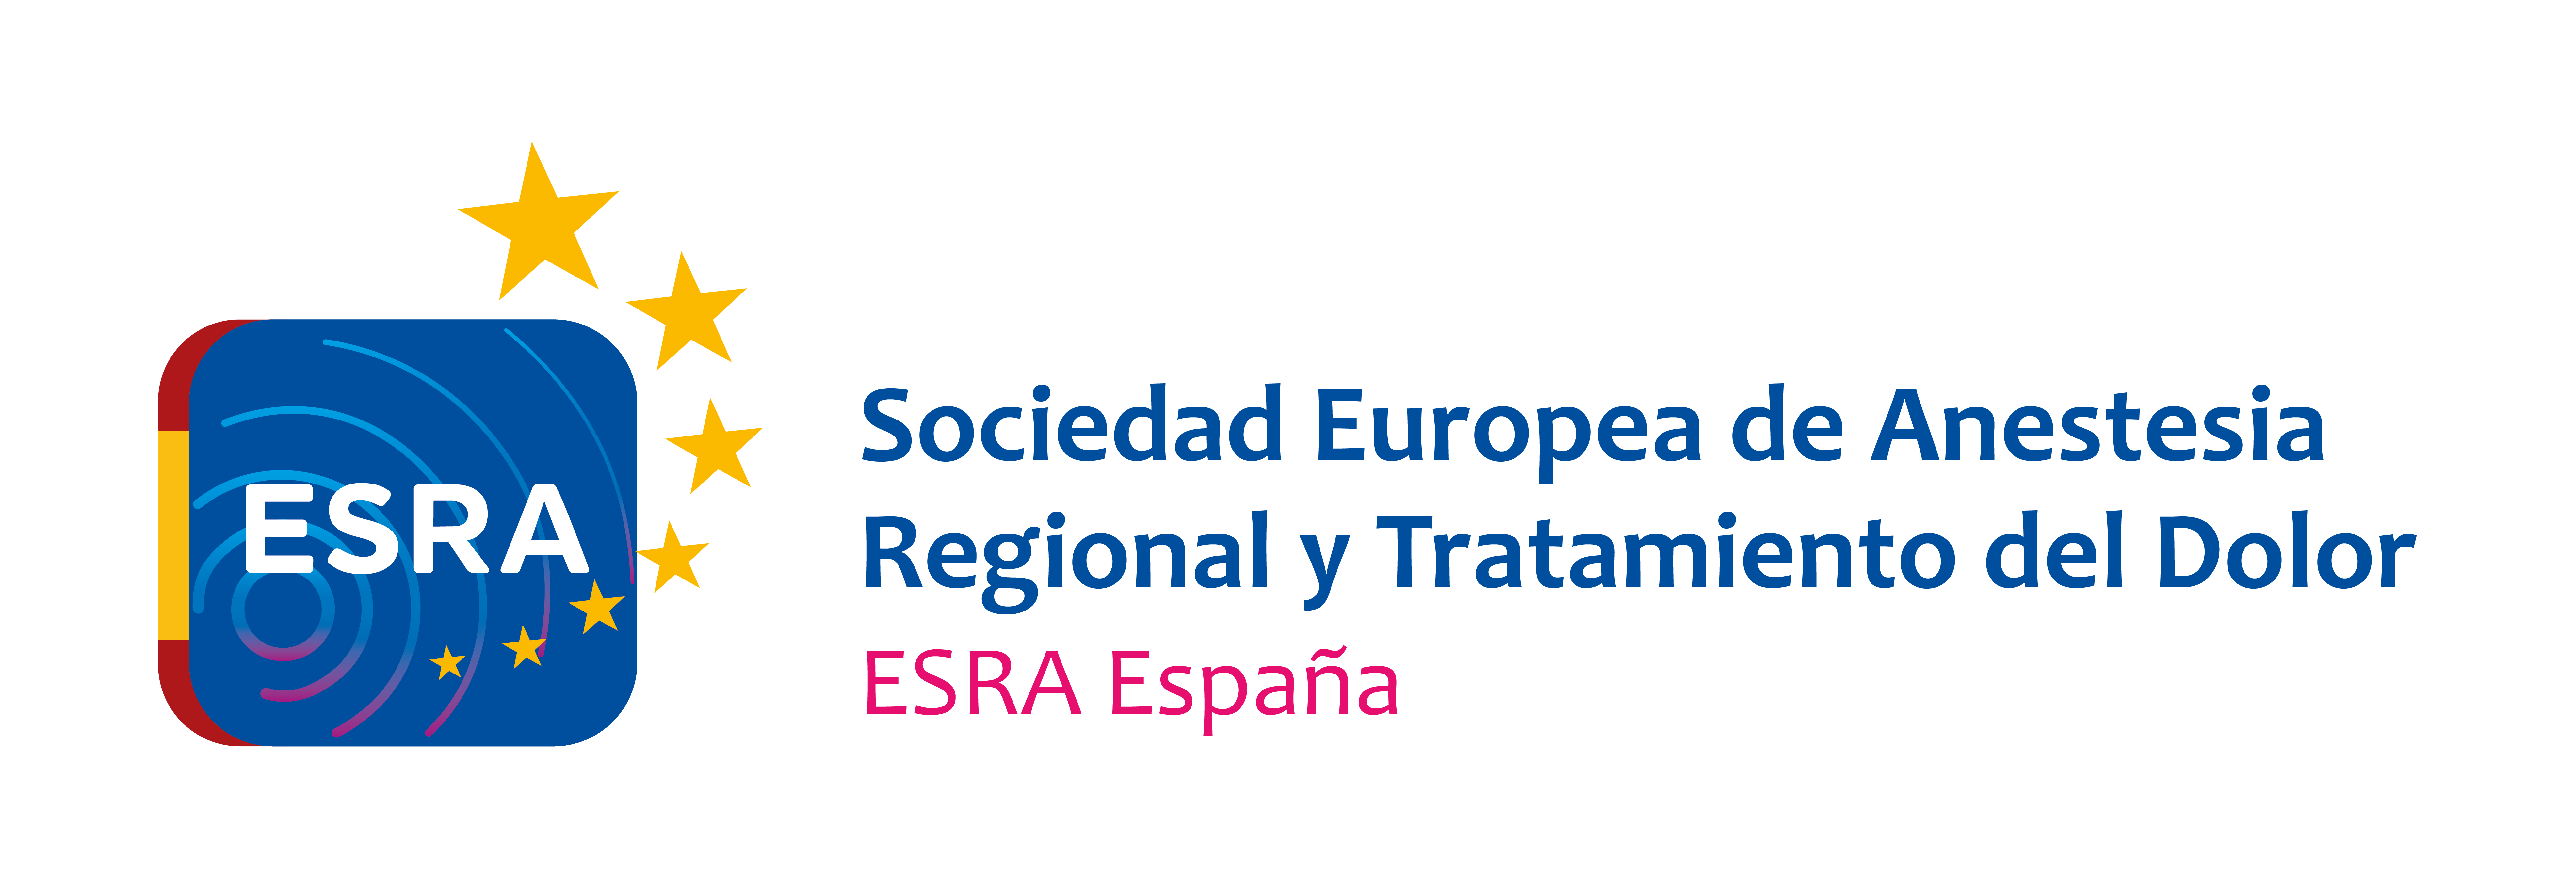 ESRA
Sociedad Europea de Anestesia
Regional y Tratamiento del Dolor
ESRA España